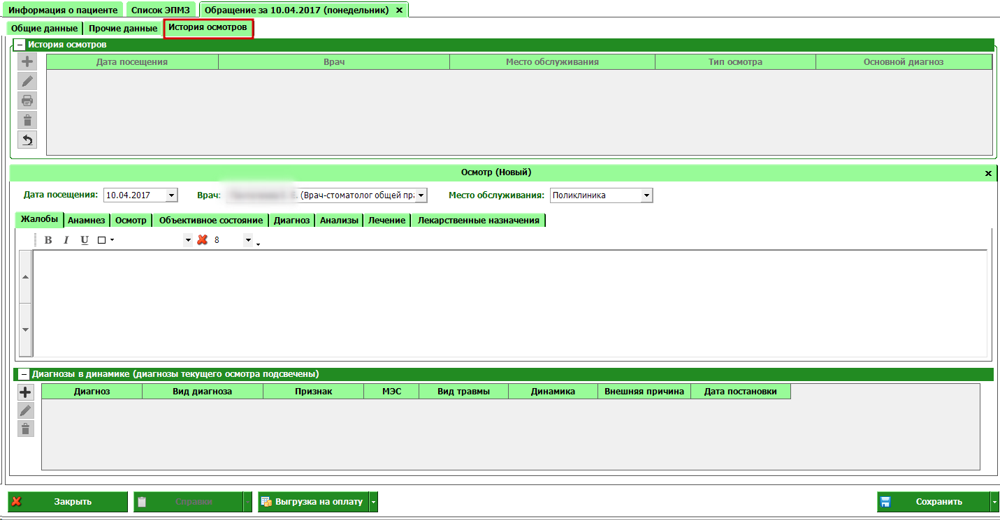 Информация о пациенте Список ЭПМЗ Обращение за 10.04.2017 (понедельник)
Общие данные Прочие данные История осмотров
История осмотров
Дата посещения Врач Место обслуживания Тип осмотра Основной диагноз
Осмотр (Новый)
Дата посещения: 10.04.2017 Врач: (Врач-стоматолог общей пра Место обслуживания: Поликлиника
Жалобы Анамнез Осмотр Объективное состояние Диагноз Анализы Лечение Лекарственные назначения
B I U 8
Диагнозы в динамике (диагнозы текущего осмотра подсвечены)
Диагноз Вид диагноза Признак МЭС Вид травмы Динамика Внешняя причина Дата постановки
Закрыть Справки Выгрузка на оплату Сохранить